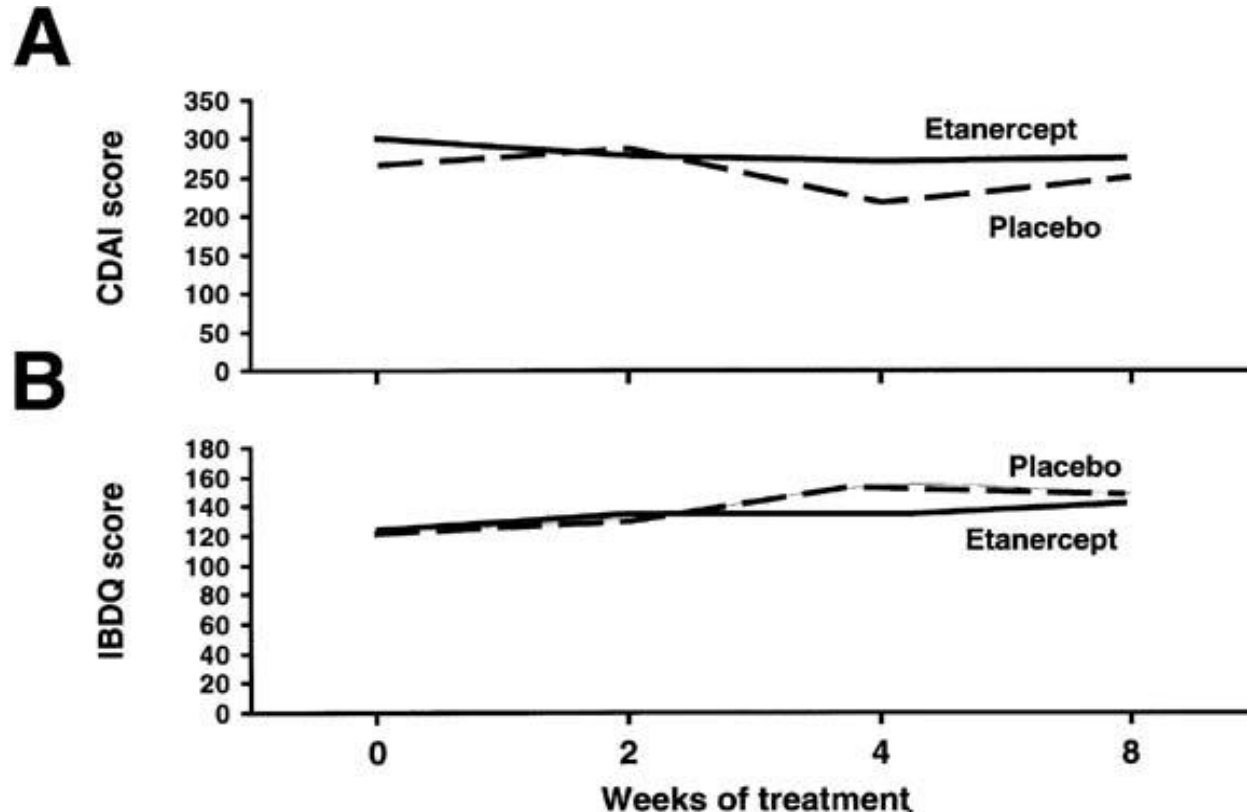 A
CDAI score
350
300
250
200
150
100
50
0
Etanercept
Placebo
B
IBDQ score
180
160
140
120
100
80
60
40
20
0
Placebo
Etanercept
0 2 4 8
Weeks of treatment